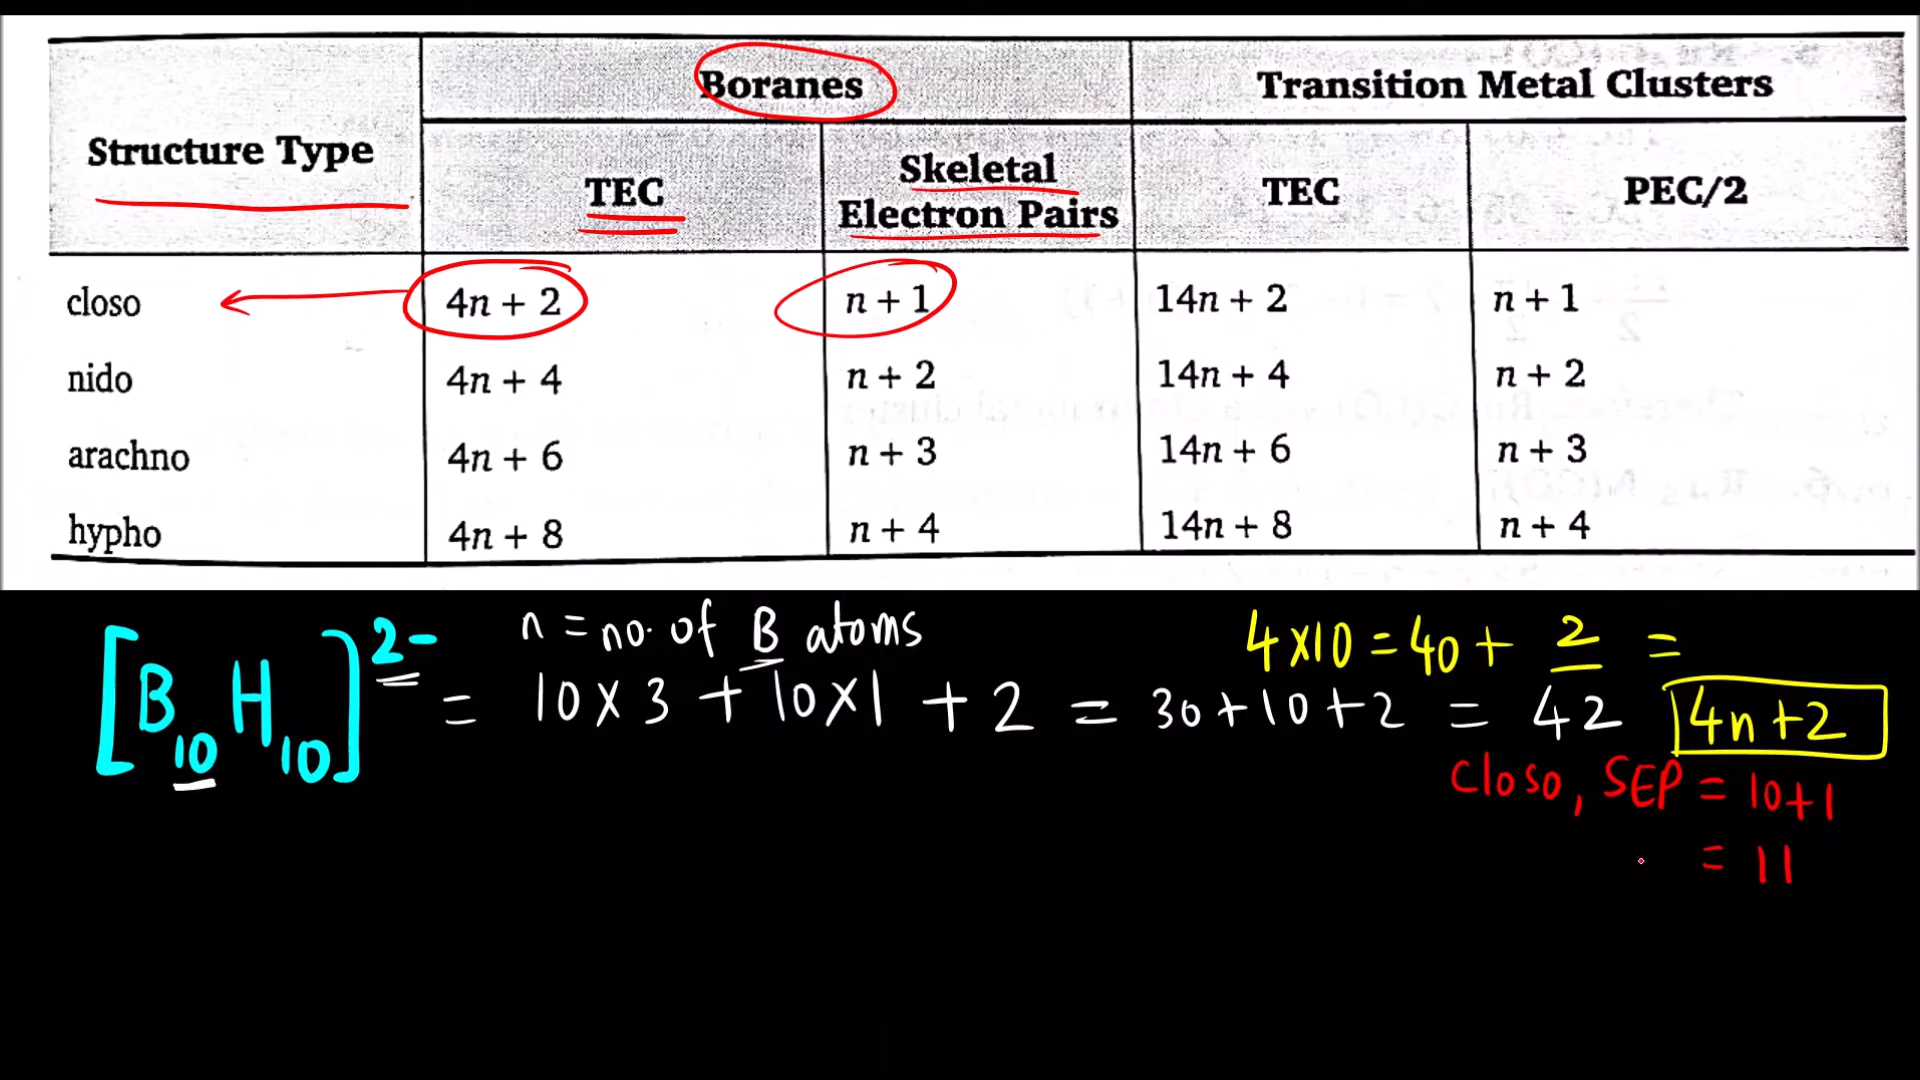 Structure Type
Boranes
Transition Metal Clusters
TEC
Skeletal
Electron Pairs
TEC
PEC/2
closo 4n + 2 n + 1 14n + 2 n + 1
nido 4n + 4 n + 2 14n + 4 n + 2
arachno 4n + 6 n + 3 14n + 6 n + 3
hypho 4n + 8 n + 4 14n + 8 n + 4
n = no. of B atoms
4×10 = 40 + 2 =
[B₁₀H₁₀]²⁻ = 10×3 + 10×1 + 2 = 30+10+2 = 42 4n+2
Closo, SEP = 10+1
= 11